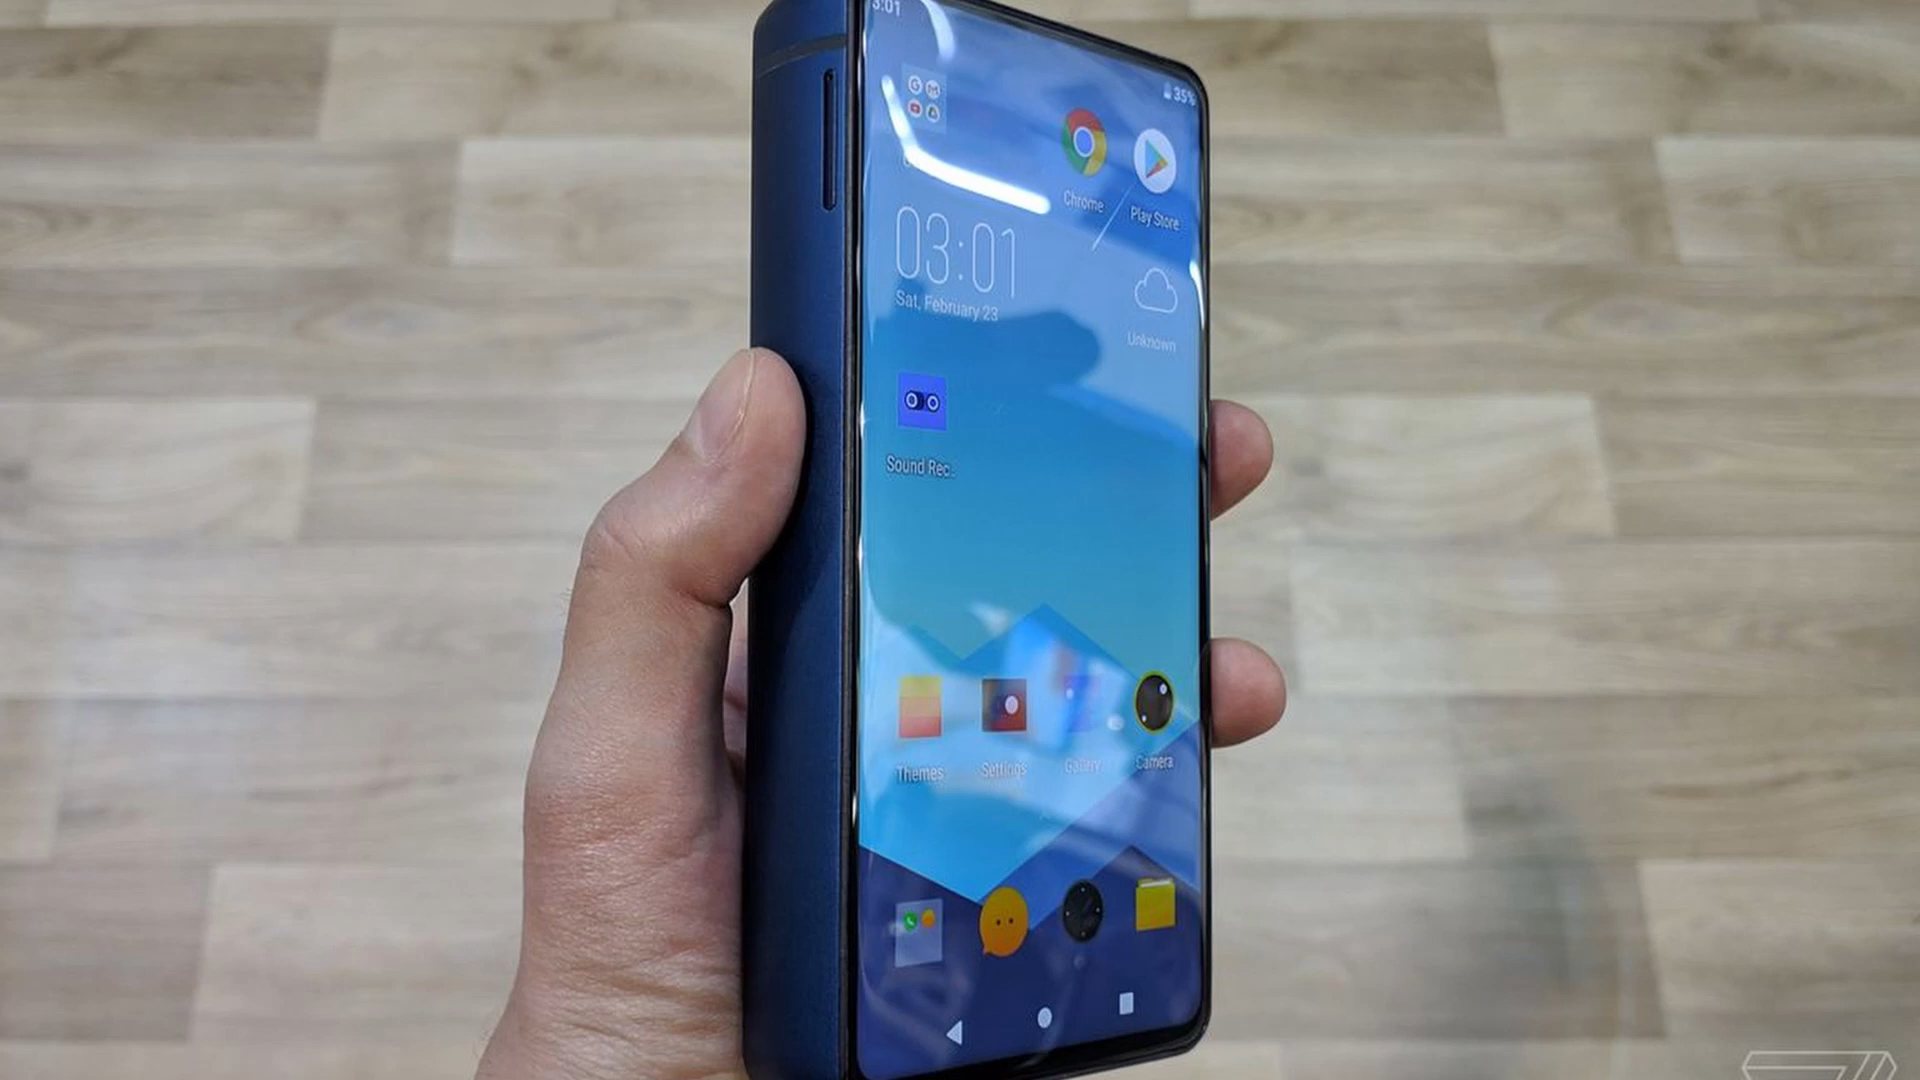 3:01
35%
Chrome
Play Store
03:01
Sat, February 23
Unknown
Sound Rec..
Themes
Settings
Gallery
Camera